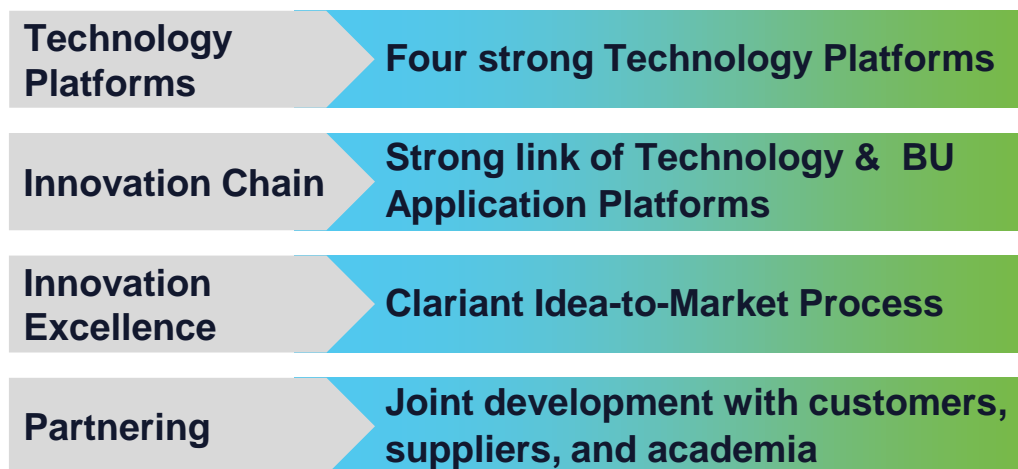 Technology
Platforms
Four strong Technology Platforms
Innovation Chain
Strong link of Technology & BU
Application Platforms
Innovation
Excellence
Clariant Idea-to-Market Process
Partnering
Joint development with customers,
suppliers, and academia